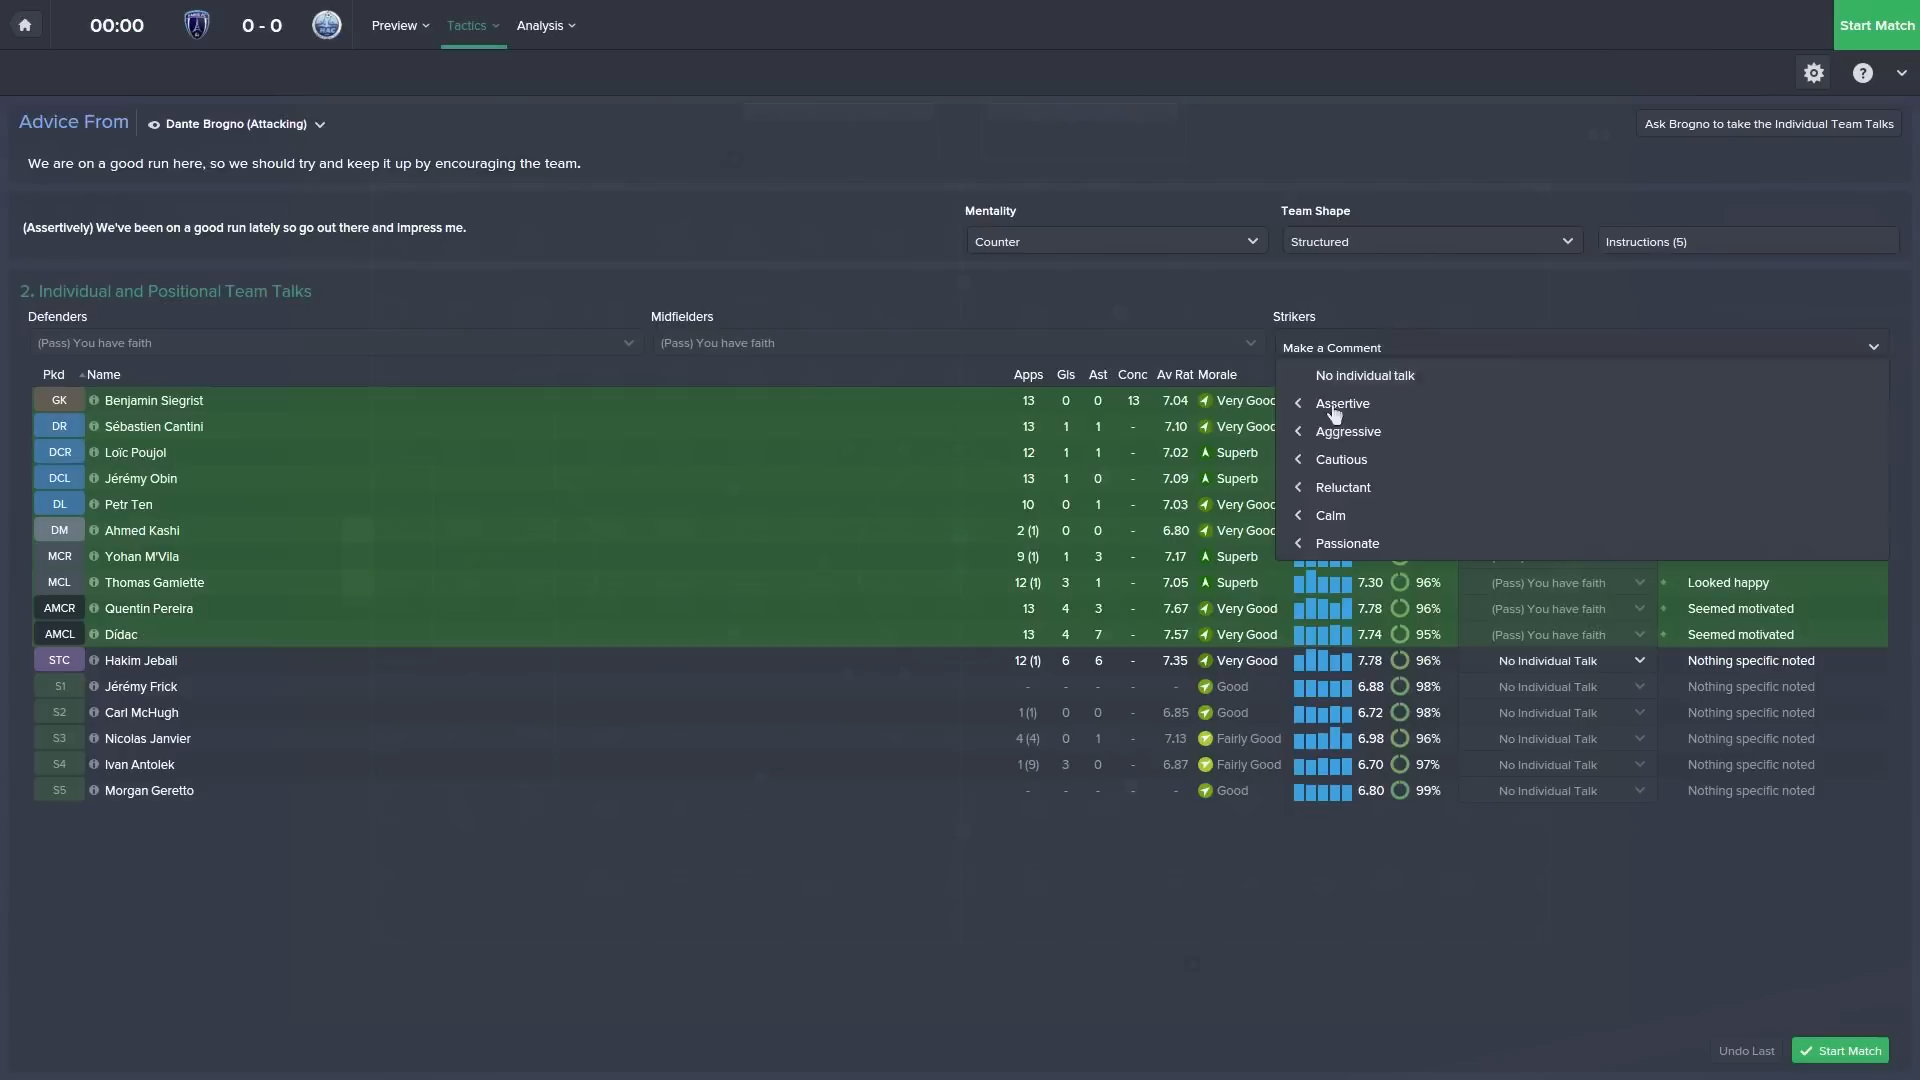 00:00 0 - 0 HAC Preview Tactics Analysis Start Match
Advice From Dante Brogno (Attacking) Ask Brogno to take the Individual Team Talks
We are on a good run here, so we should try and keep it up by encouraging the team.
Mentality Team Shape
(Assertively) We've been on a good run lately so go out there and impress me.
Counter Structured Instructions (5)
2. Individual and Positional Team Talks
Defenders Midfielders Strikers
(Pass) You have faith (Pass) You have faith Make a Comment
Pkd Name Apps Gls Ast Conc Av Rat Morale
No individual talk
Assertive
Aggressive
Cautious
Reluctant
Calm
Passionate
GK Benjamin Siegrist 13 0 0 13 7.04 Very Good
DR Sébastien Cantini 13 1 1 - 7.10 Very Good
DCR Loïc Poujol 12 1 1 - 7.02 Superb
DCL Jérémy Obin 13 1 0 - 7.09 Superb
DL Petr Ten 10 0 1 - 7.03 Very Good
DM Ahmed Kashi 2 (1) 0 0 - 6.80 Very Good
MCR Yohan M'Vila 9 (1) 1 3 - 7.17 Superb
MCL Thomas Gamiette 12 (1) 3 1 - 7.05 Superb 7.30 96% (Pass) You have faith Looked happy
AMCR Quentin Pereira 13 4 3 - 7.67 Very Good 7.78 96% (Pass) You have faith Seemed motivated
AMCL Dídac 13 4 7 - 7.57 Very Good 7.74 95% (Pass) You have faith Seemed motivated
STC Hakim Jebali 12 (1) 6 6 - 7.35 Very Good 7.78 96% No Individual Talk Nothing specific noted
S1 Jérémy Frick - - - - - Good 6.88 98% No Individual Talk Nothing specific noted
S2 Carl McHugh 1 (1) 0 0 - 6.85 Good 6.72 98% No Individual Talk Nothing specific noted
S3 Nicolas Janvier 4 (4) 0 1 - 7.13 Fairly Good 6.98 96% No Individual Talk Nothing specific noted
S4 Ivan Antolek 1 (9) 3 0 - 6.87 Fairly Good 6.70 97% No Individual Talk Nothing specific noted
S5 Morgan Geretto - - - - - Good 6.80 99% No Individual Talk Nothing specific noted
Undo Last Start Match